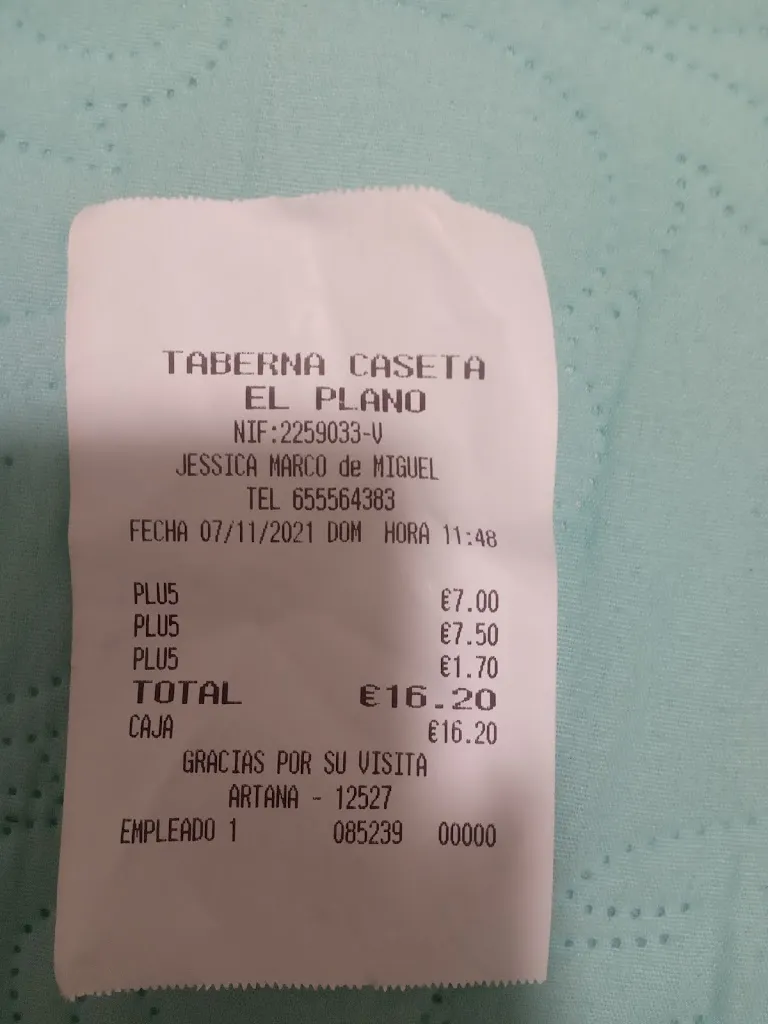 TABERNA CASETA
EL PLANO
NIF:2259033-V
JESSICA MARCO de MIGUEL
TEL 655564383
FECHA 07/11/2021 DOM HORA 11:48
PLU5 €7.00
PLU5 €7.50
PLU5 €1.70
TOTAL €16.20
CAJA €16.20
GRACIAS POR SU VISITA
ARTANA - 12527
EMPLEADO 1 085239 00000